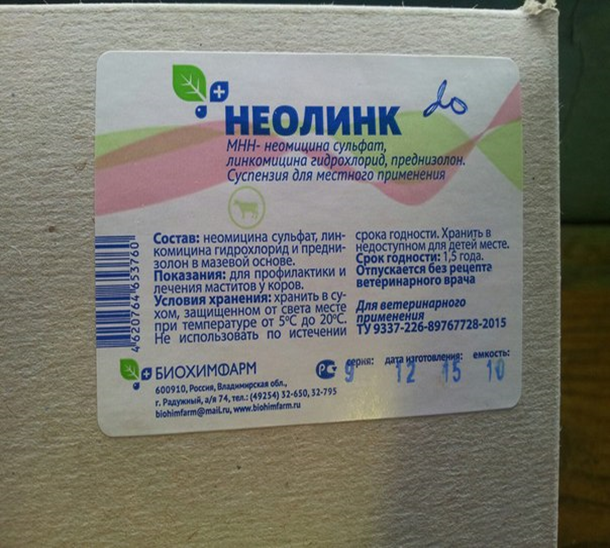 НЕОЛИНК
do
МНН- неомицина сульфат,
линкомицина гидрохлорид, преднизолон.
Суспензия для местного применения
Состав: неомицина сульфат, лин-
комицина гидрохлорид и предни-
золон в мазевой основе.
Показания: для профилактики и
лечения маститов у коров.
Условия хранения: хранить в су-
хом, защищенном от света месте
при температуре от 5°С до 20°С.
Не использовать по истечении
срока годности. Хранить в
недоступном для детей месте.
Срок годности: 1,5 года.
Отпускается без рецепта
ветеринарного врача
Для ветеринарного
применения
ТУ 9337-226-89767728-2015
4 620764 653760
БИОХИМФАРМ
600910, Россия, Владимирская обл.,
г. Радужный, а/я 74, тел.: (49254) 32-650, 32-795
biohimfarm@mail.ru, www.biohimfarm.ru
РС
серия: дата изготовления: емкость:
9 12 15 10